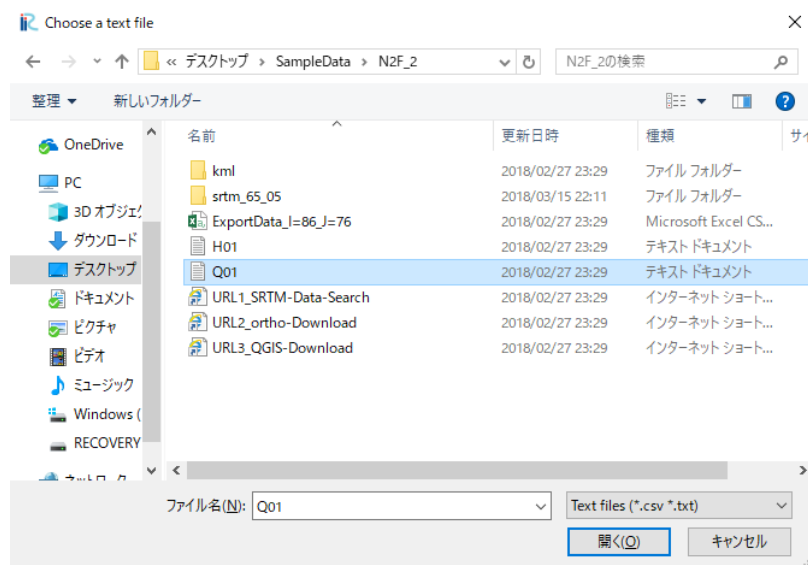 Choose a text file
« デスクトップ › SampleData › N2F_2
N2F_2の検索
整理 新しいフォルダー
OneDrive
PC
3D オブジェク
ダウンロード
デスクトップ
ドキュメント
ピクチャ
ビデオ
ミュージック
Windows (
RECOVERY
名前 更新日時 種類 サイ
kml 2018/02/27 23:29 ファイル フォルダー
srtm_65_05 2018/03/15 22:11 ファイル フォルダー
ExportData_I=86_J=76 2018/02/27 23:29 Microsoft Excel CS...
H01 2018/02/27 23:29 テキスト ドキュメント
Q01 2018/02/27 23:29 テキスト ドキュメント
URL1_SRTM-Data-Search 2018/02/27 23:29 インターネット ショート...
URL2_ortho-Download 2018/02/27 23:29 インターネット ショート...
URL3_QGIS-Download 2018/02/27 23:29 インターネット ショート...
ファイル名(N): Q01 Text files (*.csv *.txt)
開く(O) キャンセル